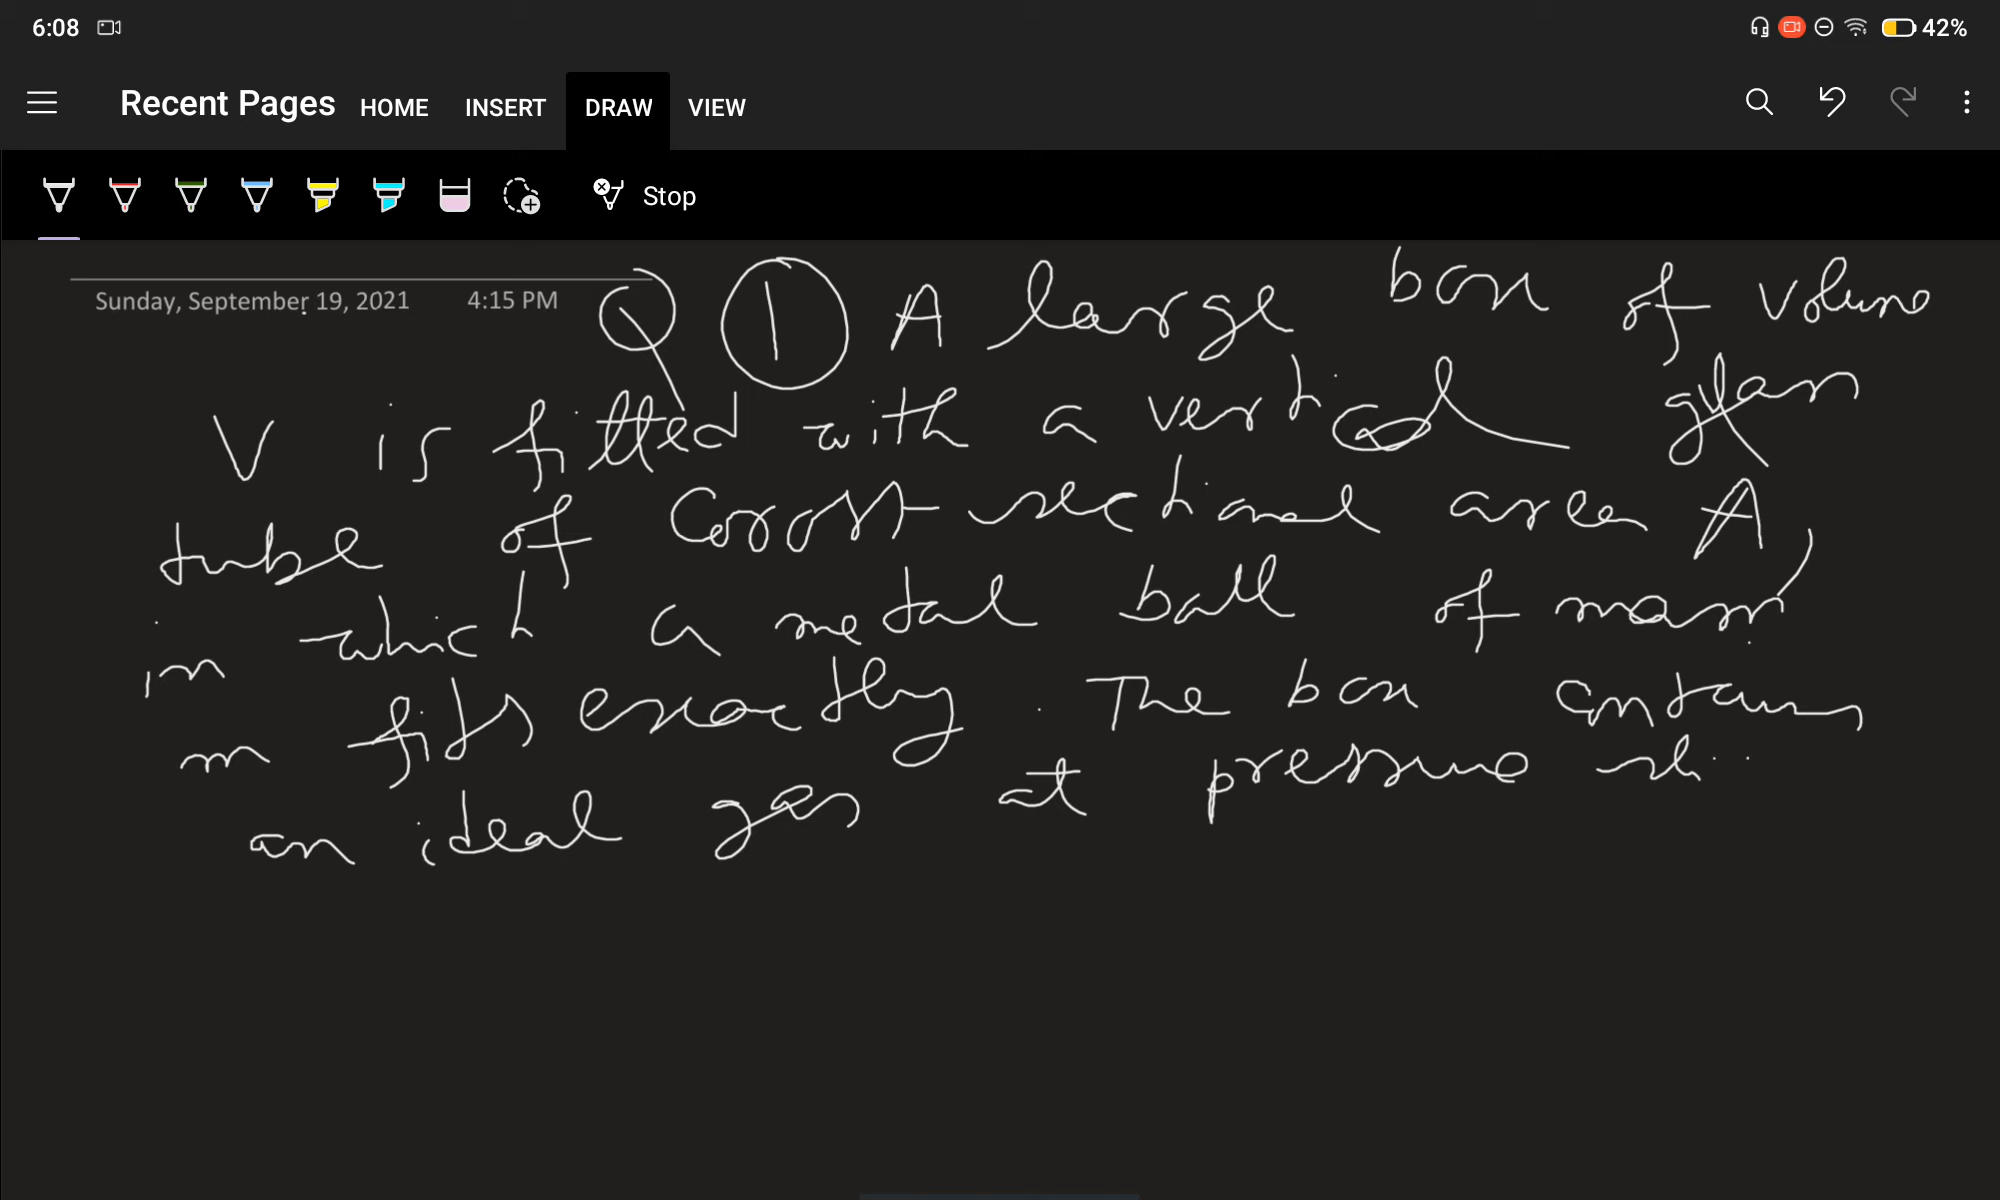 6:08 42%
Recent Pages HOME INSERT DRAW VIEW
Stop
Sunday, September 19, 2021 4:15 PM
Q 1 A large box of volume
V is fitted with a vertical glass
tube of cross-sectional area A,
in which a metal ball of mass
m fits exactly. The box contains
an ideal gas at pressure